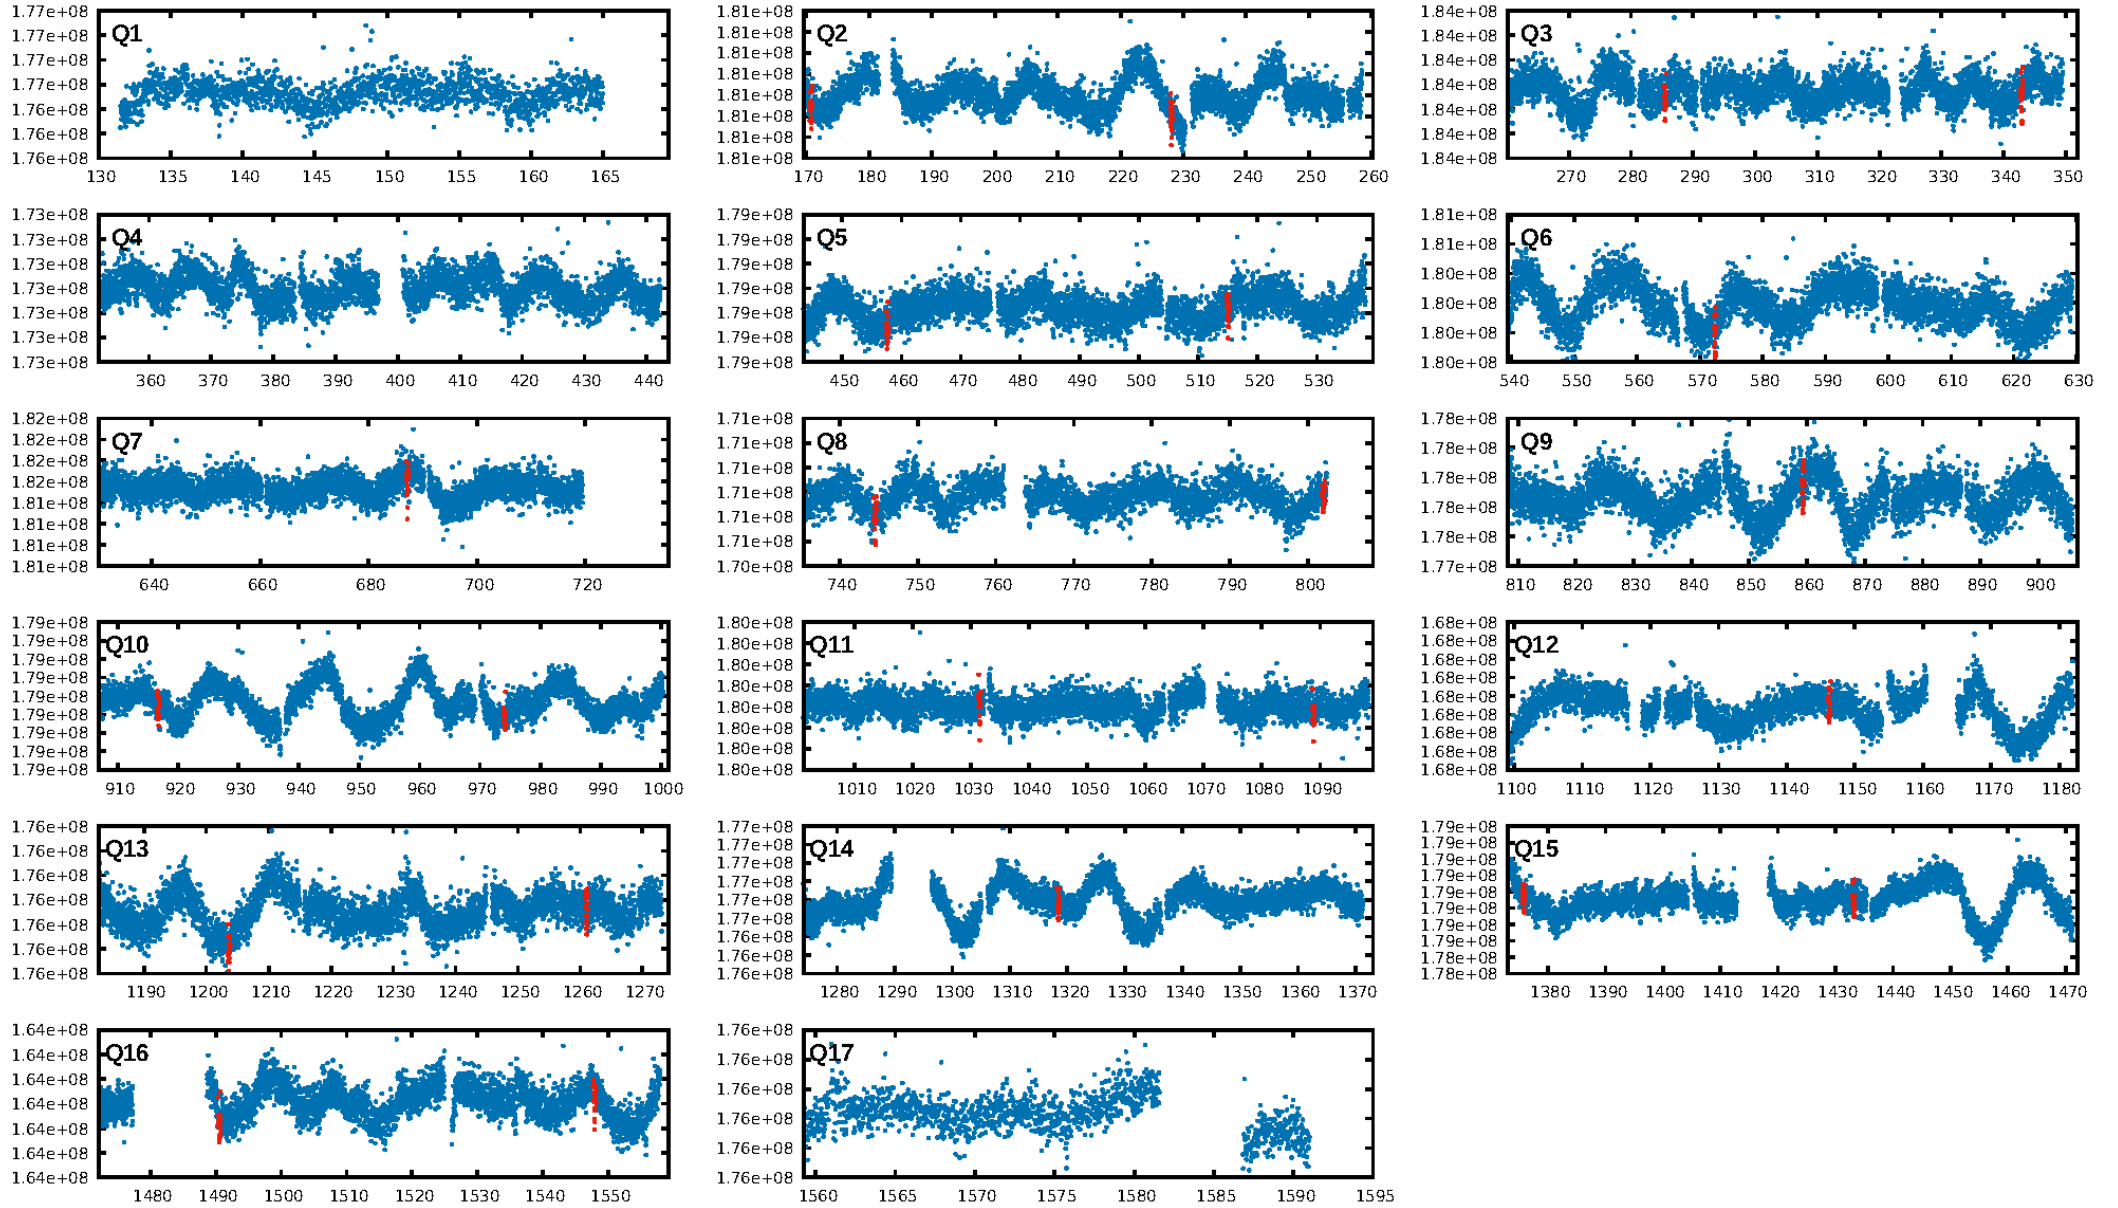 1.77e+08 1.77e+08 1.77e+08 1.77e+08 1.76e+08 1.76e+08 1.76e+08
Q1
130 135 140 145 150 155 160 165
1.81e+08 1.81e+08 1.81e+08 1.81e+08 1.81e+08 1.81e+08 1.81e+08 1.81e+08
Q2
170 180 190 200 210 220 230 240 250 260
1.84e+08 1.84e+08 1.84e+08 1.84e+08 1.84e+08 1.84e+08 1.84e+08
Q3
270 280 290 300 310 320 330 340 350
1.73e+08 1.73e+08 1.73e+08 1.73e+08 1.73e+08 1.73e+08 1.73e+08
Q4
360 370 380 390 400 410 420 430 440
1.79e+08 1.79e+08 1.79e+08 1.79e+08 1.79e+08 1.79e+08 1.79e+08
Q5
450 460 470 480 490 500 510 520 530
1.81e+08 1.81e+08 1.80e+08 1.80e+08 1.80e+08 1.80e+08
Q6
540 550 560 570 580 590 600 610 620 630
1.82e+08 1.82e+08 1.82e+08 1.82e+08 1.81e+08 1.81e+08 1.81e+08 1.81e+08
Q7
640 660 680 700 720
1.71e+08 1.71e+08 1.71e+08 1.71e+08 1.71e+08 1.71e+08 1.70e+08
Q8
740 750 760 770 780 790 800
1.78e+08 1.78e+08 1.78e+08 1.78e+08 1.78e+08 1.77e+08
Q9
810 820 830 840 850 860 870 880 890 900
1.79e+08 1.79e+08 1.79e+08 1.79e+08 1.79e+08 1.79e+08 1.79e+08 1.79e+08 1.79e+08
Q10
910 920 930 940 950 960 970 980 990 1000
1.80e+08 1.80e+08 1.80e+08 1.80e+08 1.80e+08 1.80e+08 1.80e+08 1.80e+08
Q11
1010 1020 1030 1040 1050 1060 1070 1080 1090
1.68e+08 1.68e+08 1.68e+08 1.68e+08 1.68e+08 1.68e+08 1.68e+08 1.68e+08 1.68e+08
Q12
1100 1110 1120 1130 1140 1150 1160 1170 1180
1.76e+08 1.76e+08 1.76e+08 1.76e+08 1.76e+08 1.76e+08 1.76e+08
Q13
1190 1200 1210 1220 1230 1240 1250 1260 1270
1.77e+08 1.77e+08 1.77e+08 1.77e+08 1.77e+08 1.77e+08 1.76e+08 1.76e+08 1.76e+08
Q14
1280 1290 1300 1310 1320 1330 1340 1350 1360 1370
1.79e+08 1.79e+08 1.79e+08 1.79e+08 1.79e+08 1.79e+08 1.79e+08 1.78e+08 1.78e+08
Q15
1380 1390 1400 1410 1420 1430 1440 1450 1460 1470
1.64e+08 1.64e+08 1.64e+08 1.64e+08 1.64e+08 1.64e+08 1.64e+08
Q16
1480 1490 1500 1510 1520 1530 1540 1550
1.76e+08 1.76e+08 1.76e+08 1.76e+08 1.76e+08 1.76e+08
Q17
1560 1565 1570 1575 1580 1585 1590 1595